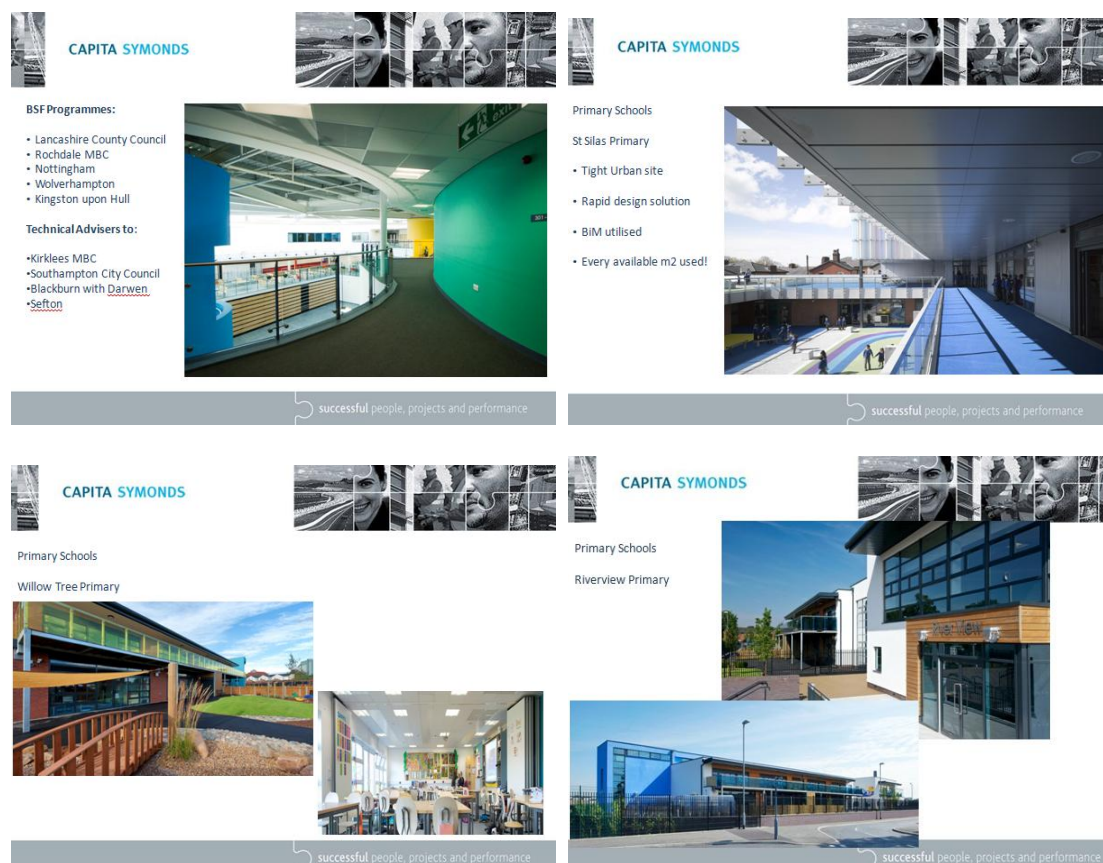 CAPITA SYMONDS
BSF Programmes:
• Lancashire County Council
• Rochdale MBC
• Nottingham
• Wolverhampton
• Kingston upon Hull
Technical Advisers to:
•Kirklees MBC
•Southampton City Council
•Blackburn with Darwen
•Sefton
exit
successful people, projects and performance
CAPITA SYMONDS
Primary Schools
St Silas Primary
• Tight Urban site
• Rapid design solution
• BiM utilised
• Every available m2 used!
successful people, projects and performance
CAPITA SYMONDS
Primary Schools
Willow Tree Primary
successful people, projects and performance
CAPITA SYMONDS
Primary Schools
Riverview Primary
River View
successful people, projects and performance